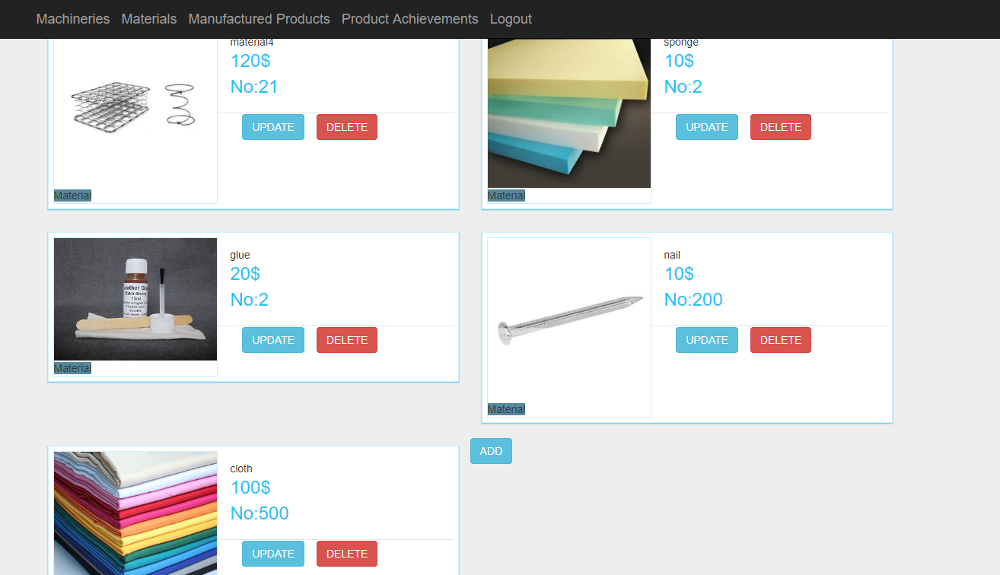 Machineries Materials Manufactured Products Product Achievements Logout
material4
120$
No:21
UPDATE DELETE
Material
sponge
10$
No:2
UPDATE DELETE
Material
glue
20$
No:2
UPDATE DELETE
Leather Glu
Extra Strong
15ml
Material
nail
10$
No:200
UPDATE DELETE
Material
cloth
100$
No:500
UPDATE DELETE
ADD